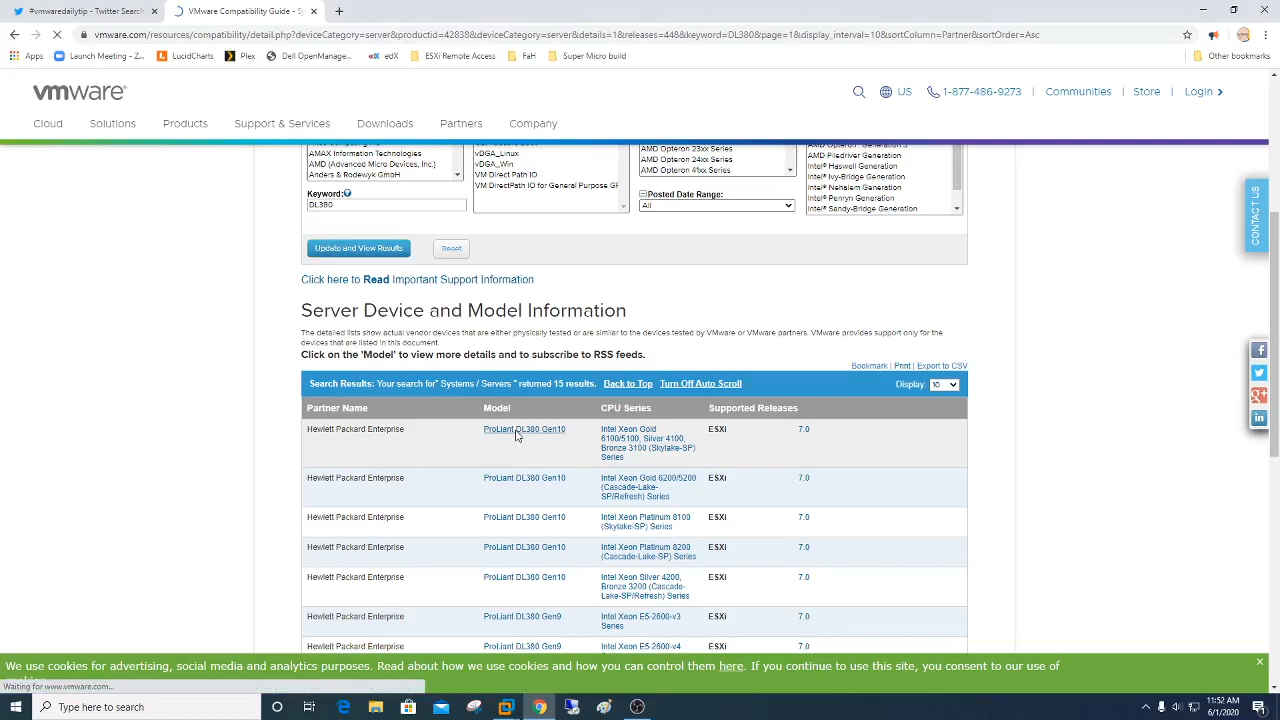 #vmwaredailytip - Twitter Search
VMware Compatibility Guide - S
vmware.com/resources/compatibility/detail.php?deviceCategory=server&productid=42838&deviceCategory=server&details=1&releases=448&keyword=DL380&page=1&display_interval=10&sortColumn=Partner&sortOrder=Asc
Apps
Launch Meeting - Z...
LucidCharts
Plex
Dell OpenManage...
edX
ESXi Remote Access
FaH
Super Micro build
Other bookmarks
vmware
US
1-877-486-9273
Communities
Store
Login
Cloud
Solutions
Products
Support & Services
Downloads
Partners
Company
AMAX Information Technologies
AMD (Advanced Micro Devices, Inc.)
Anders & Rodewyk GmbH
vDGA_Linux
vDGA_Win
VM Direct Path IO
VM DirectPath IO for General Purpose GF
AMD Opteron 23xx Series
AMD Opteron 24xx Series
AMD Opteron 41xx Series
AMD Piledriver Generation
Intel® Haswell Generation
Intel® Ivy-Bridge Generation
Intel® Nehalem Generation
Intel® Penryn Generation
Intel® Sandy-Bridge Generation
Keyword:
DL380
Posted Date Range:
All
Update and View Results
Reset
CONTACT US
Click here to Read Important Support Information
Server Device and Model Information
The detailed lists show actual vendor devices that are either physically tested or are similar to the devices tested by VMware or VMware partners. VMware provides support only for the
devices that are listed in this document.
Click on the 'Model' to view more details and to subscribe to RSS feeds.
Bookmark | Print | Export to CSV
Search Results: Your search for" Systems / Servers " returned 15 results. Back to Top Turn Off Auto Scroll
Display: 10
Partner Name Model CPU Series Supported Releases
Hewlett Packard Enterprise ProLiant DL380 Gen10 Intel Xeon Gold ESXi 7.0
6100/5100, Silver 4100,
Bronze 3100 (Skylake-SP)
Series
Hewlett Packard Enterprise ProLiant DL380 Gen10 Intel Xeon Gold 6200/5200 ESXi 7.0
(Cascade-Lake-
SP/Refresh) Series
Hewlett Packard Enterprise ProLiant DL380 Gen10 Intel Xeon Platinum 8100 ESXi 7.0
(Skylake-SP) Series
Hewlett Packard Enterprise ProLiant DL380 Gen10 Intel Xeon Platinum 8200 ESXi 7.0
(Cascade-Lake-SP) Series
Hewlett Packard Enterprise ProLiant DL380 Gen10 Intel Xeon Silver 4200, ESXi 7.0
Bronze 3200 (Cascade-
Lake-SP/Refresh) Series
Hewlett Packard Enterprise ProLiant DL380 Gen9 Intel Xeon E5-2600-v3 ESXi 7.0
Series
Hewlett Packard Enterprise ProLiant DL380 Gen9 Intel Xeon E5-2600-v4 ESXi 7.0
We use cookies for advertising, social media and analytics purposes. Read about how we use cookies and how you can control them here. If you continue to use this site, you consent to our use of
Waiting for www.vmware.com...
Type here to search
11:52 AM
6/1/2020